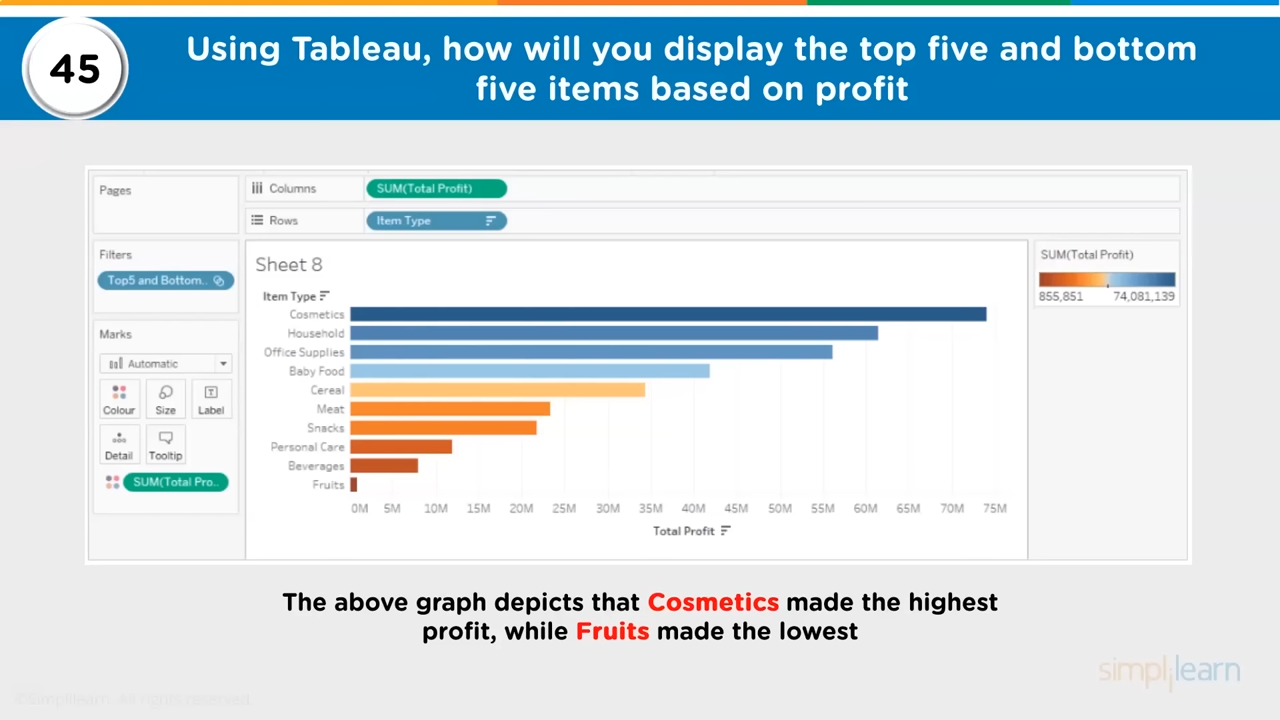 45
Using Tableau, how will you display the top five and bottom
five items based on profit
Pages
Columns
SUM(Total Profit)
Rows
Item Type
Filters
Top5 and Bottom..
Sheet 8
SUM(Total Profit)
855,851 74,081,139
Item Type
Cosmetics
Household
Office Supplies
Baby Food
Cereal
Meat
Snacks
Personal Care
Beverages
Fruits
0M 5M 10M 15M 20M 25M 30M 35M 40M 45M 50M 55M 60M 65M 70M 75M
Total Profit
Marks
Automatic
Colour Size Label
Detail Tooltip
SUM(Total Pro..
The above graph depicts that Cosmetics made the highest
profit, while Fruits made the lowest
simplilearn
©Simplilearn. All rights reserved.